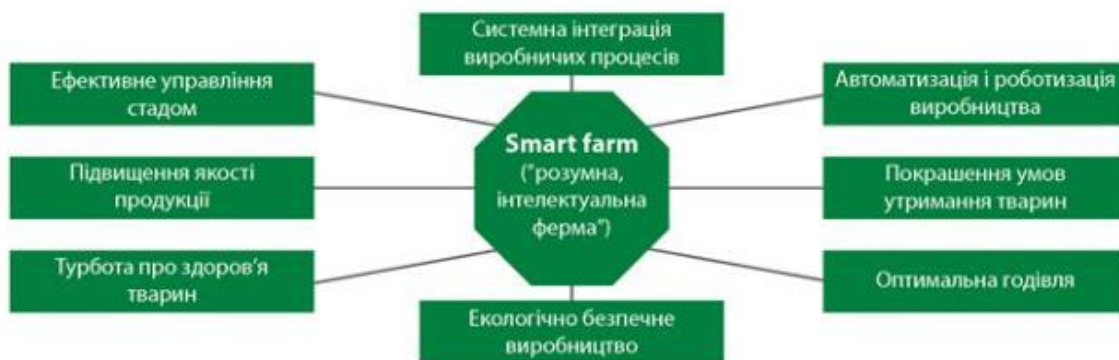 Системна інтеграція
виробничих процесів
Ефективне управління
стадом
Автоматизація і роботизація
виробництва
Smart farm
("розумна,
інтелектуальна
ферма")
Підвищення якості
продукції
Покрашення умов
утримання тварин
Турбота про здоров'я
тварин
Оптимальна годівля
Екологічно безпечне
виробництво